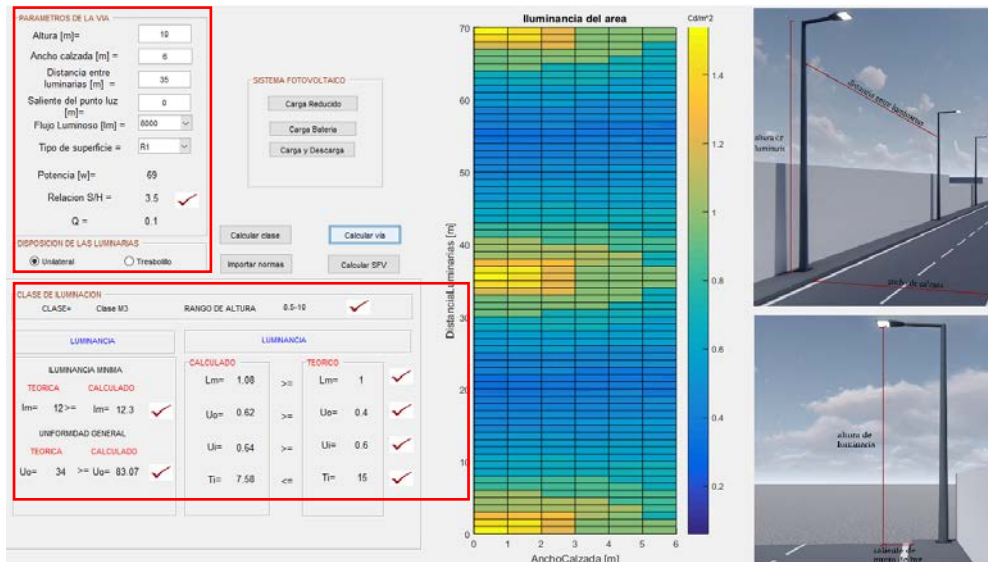 PARAMETROS DE LA VIA
Altura [m]= 10
Ancho calzada [m] = 6
Distancia entre
luminarias [m] = 35
Saliente del punto luz
[m]= 0
Flujo Luminoso [lm] = 8000
Tipo de superficie = R1
Potencia [w]= 69
Relacion S/H = 3.5
Q = 0.1
DISPOSICION DE LAS LUMINARIAS
Unilateral Tresbolillo
SISTEMA FOTOVOLTAICO
Carga Reducido
Carga Bateria
Carga y Descarga
Calcular clase Calcular via
Importar normas Calcular SFV
CLASE DE ILUMINACION
CLASE= Clase M3 RANGO DE ALTURA 8.5-10
LUMINANCIA
ILUMINANCIA MINIMA
TEORICA CALCULADO
Im= 12 >= Im= 12.3
UNIFORMIDAD GENERAL
TEORICA CALCULADO
Uo= 34 >= Uo= 83.07
LUMINANCIA
CALCULADO TEORICO
Lm= 1.08 >= Lm= 1
Uo= 0.62 >= Uo= 0.4
Ui= 0.64 >= Ui= 0.6
Ti= 7.58 <= Ti= 15
Iluminancia del area
Cd/m^2
DistanciaLuminarias [m]
70
60
50
40
30
20
10
0
0 1 2 3 4 5 6
AnchoCalzada [m]
1.4
1.2
1
0.8
0.6
0.4
0.2
distancia entre luminarias
altura de
luminaria
ancho de calzada
altura de
luminaria
saliente de